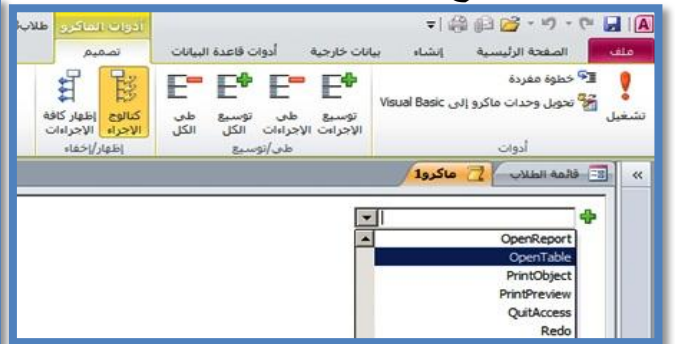 أدوات الماكرو
طلاب
ملف
الصفحة الرئيسية
إنشاء
بيانات خارجية
أدوات قاعدة البيانات
تصميم
تشغيل
خطوة مفردة
تحويل وحدات ماكرو إلى Visual Basic
أدوات
توسيع الإجراءات
طي الإجراءات
توسيع الكل
طي الكل
طي/توسيع
كتالوج الإجراء
إظهار كافة الإجراءات
إظهار/إخفاء
قائمة الطلاب
ماكرو1
OpenReport
OpenTable
PrintObject
PrintPreview
QuitAccess
Redo